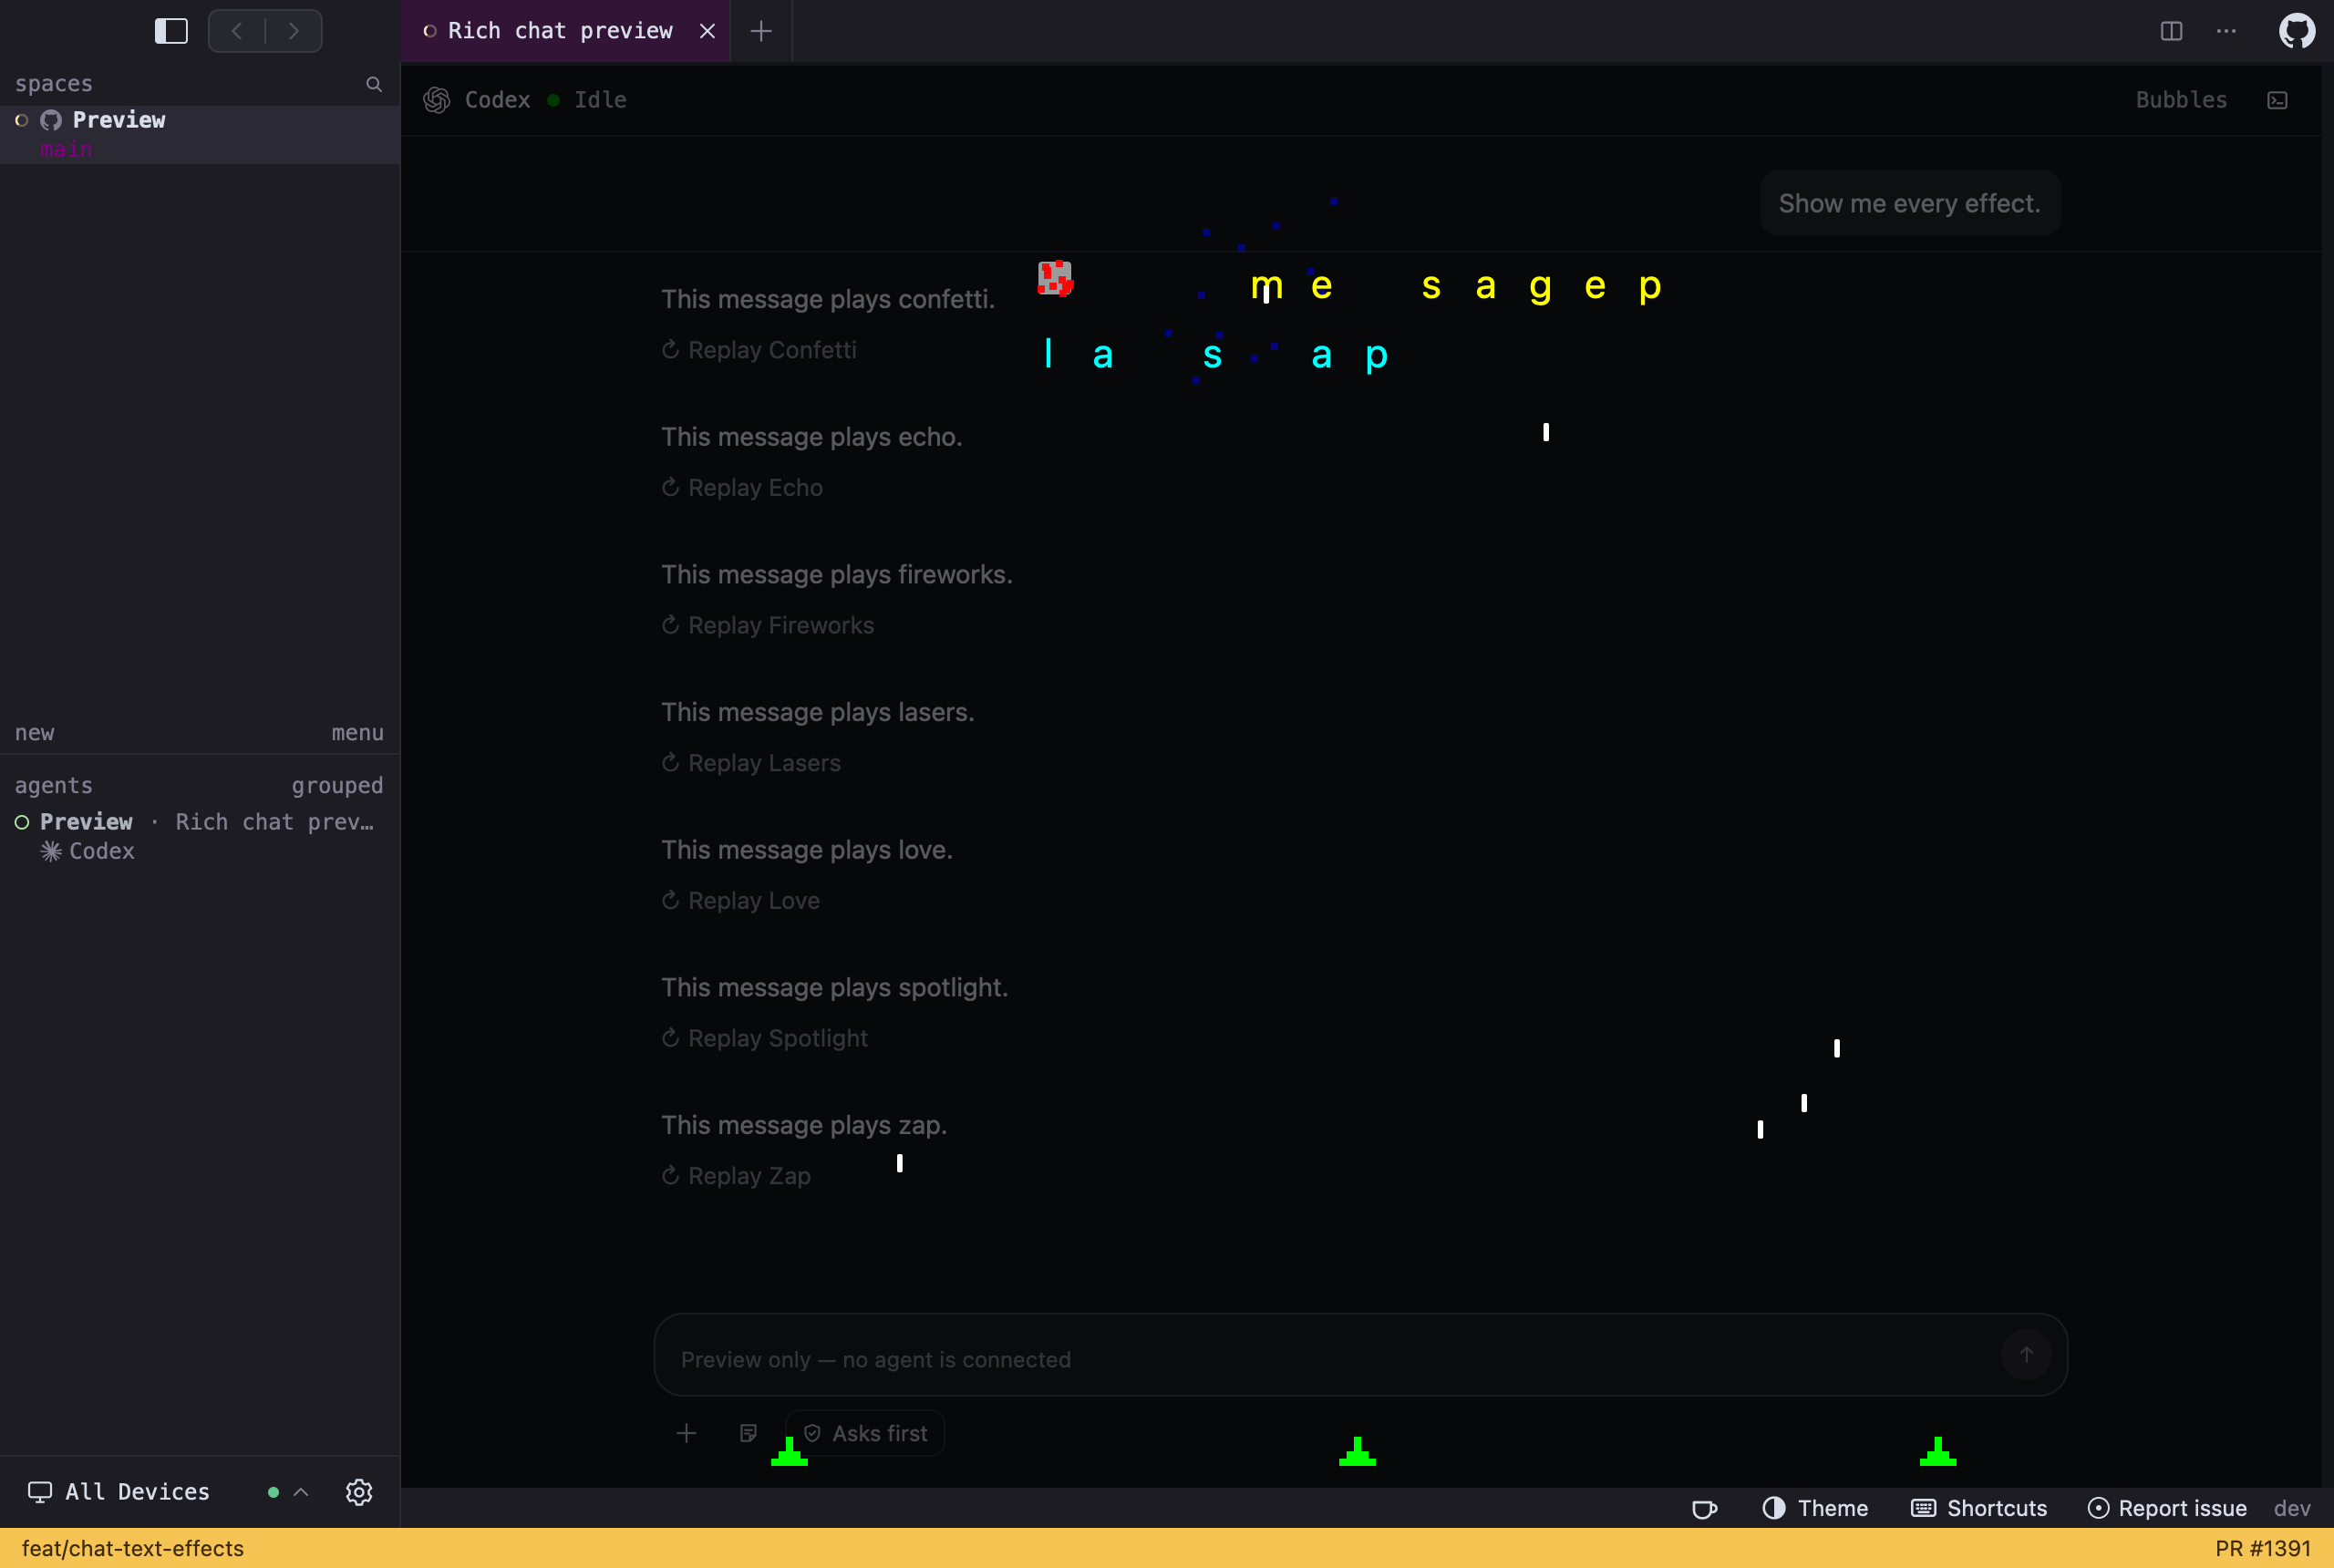 Rich chat preview
spaces
Preview
main
Codex
Idle
Bubbles
Show me every effect.
This message plays confetti.
m e s a g e p
Replay Confetti
l a s a p
This message plays echo.
Replay Echo
This message plays fireworks.
Replay Fireworks
This message plays lasers.
Replay Lasers
This message plays love.
Replay Love
This message plays spotlight.
Replay Spotlight
This message plays zap.
Replay Zap
new menu
agents grouped
Preview · Rich chat prev…
Codex
Preview only — no agent is connected
Asks first
All Devices
Theme
Shortcuts
Report issue
dev
feat/chat-text-effects
PR #1391